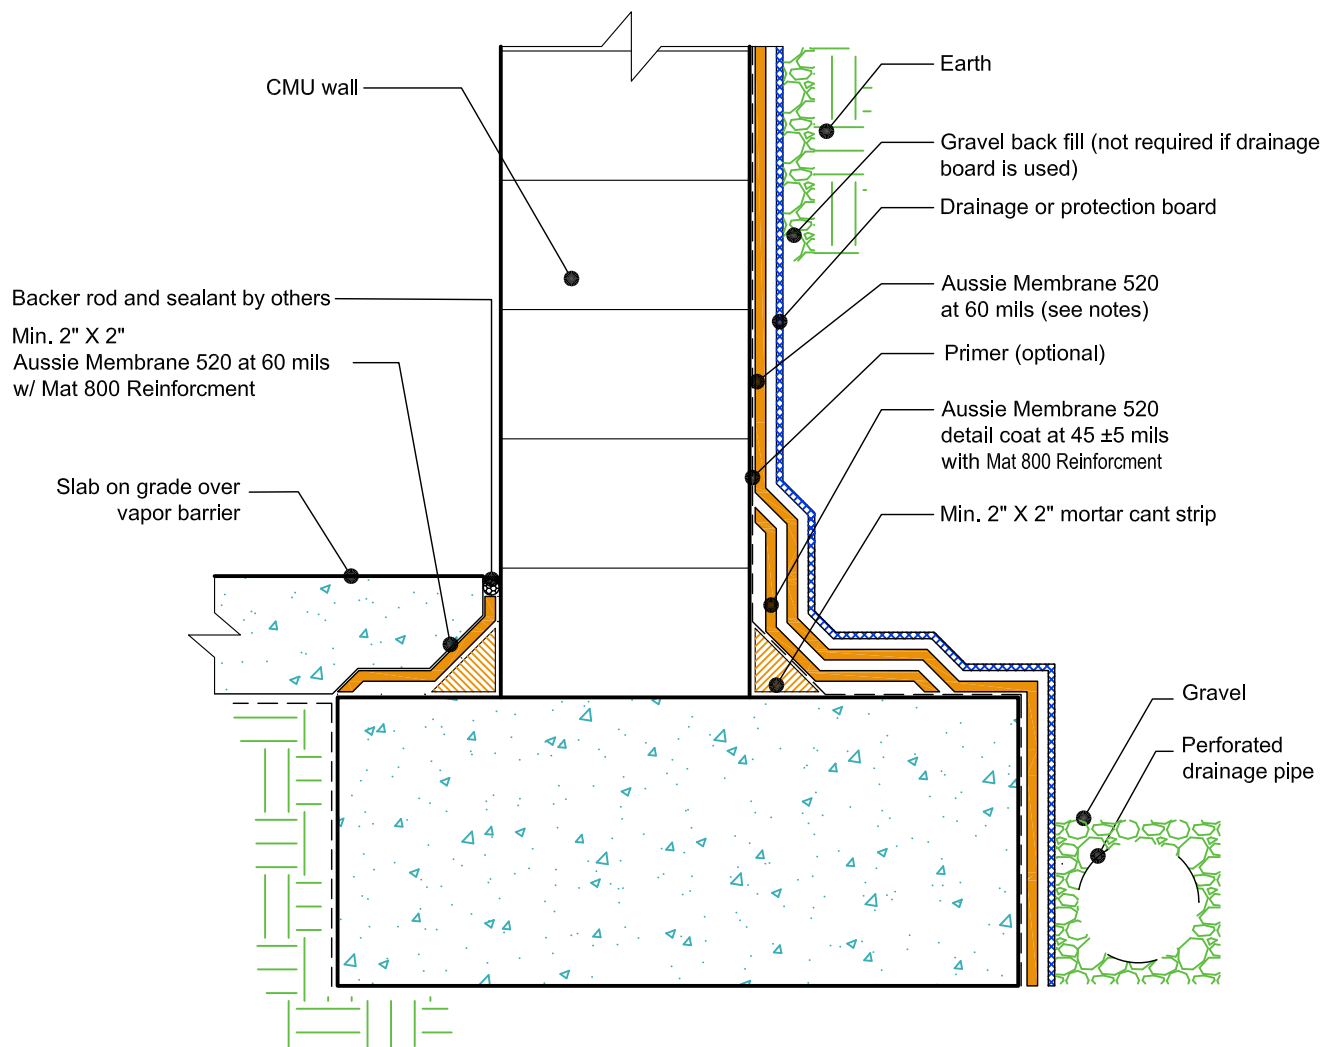 CMU wall
Backer rod and sealant by others
Min. 2" X 2"
Aussie Membrane 520 at 60 mils
w/ Mat 800 Reinforcment
Slab on grade over
vapor barrier
Earth
Gravel back fill (not required if drainage
board is used)
Drainage or protection board
Aussie Membrane 520
at 60 mils (see notes)
Primer (optional)
Aussie Membrane 520
detail coat at 45 ±5 mils
with Mat 800 Reinforcment
Min. 2" X 2" mortar cant strip
Gravel
Perforated
drainage pipe